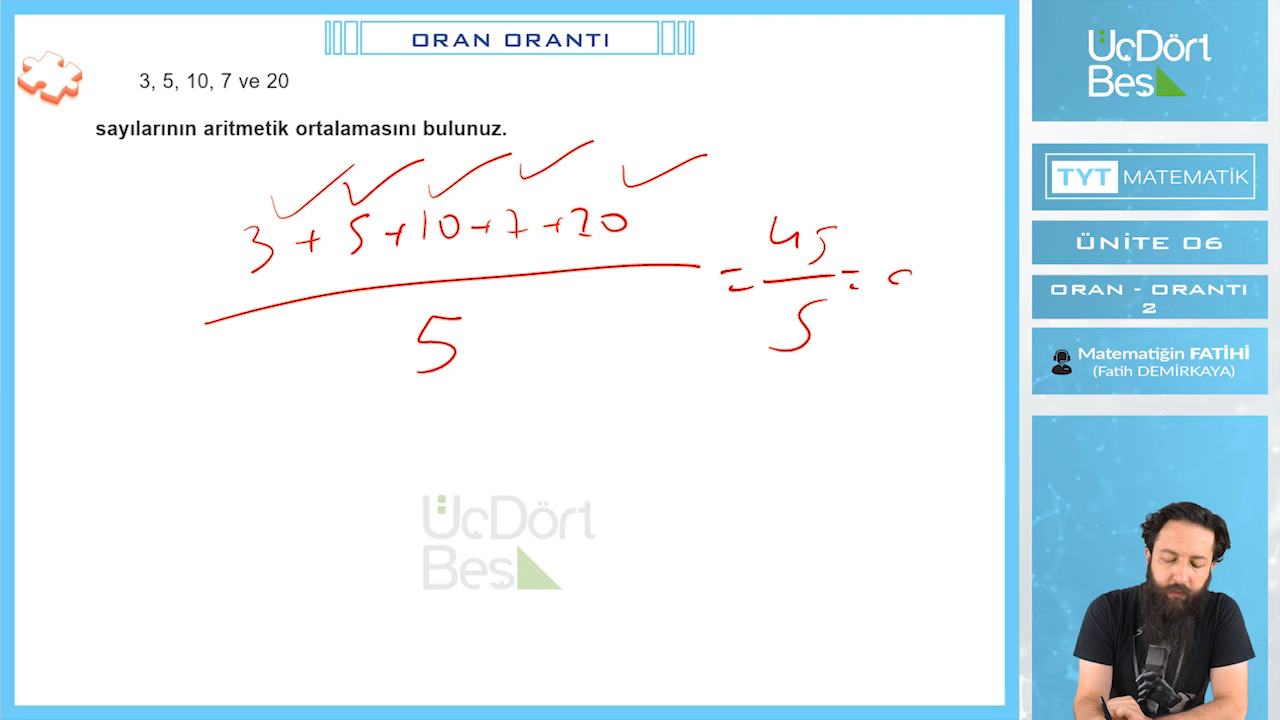 ORAN ORANTI
3, 5, 10, 7 ve 20
sayılarının aritmetik ortalamasını bulunuz.
3 + 5 + 10 + 7 + 20
5
=
45
5
=
ÜçDört
Beş
ÜçDört
Beş
TYT MATEMATİK
ÜNİTE 06
ORAN - ORANTI
2
Matematiğin FATİHİ
(Fatih DEMİRKAYA)